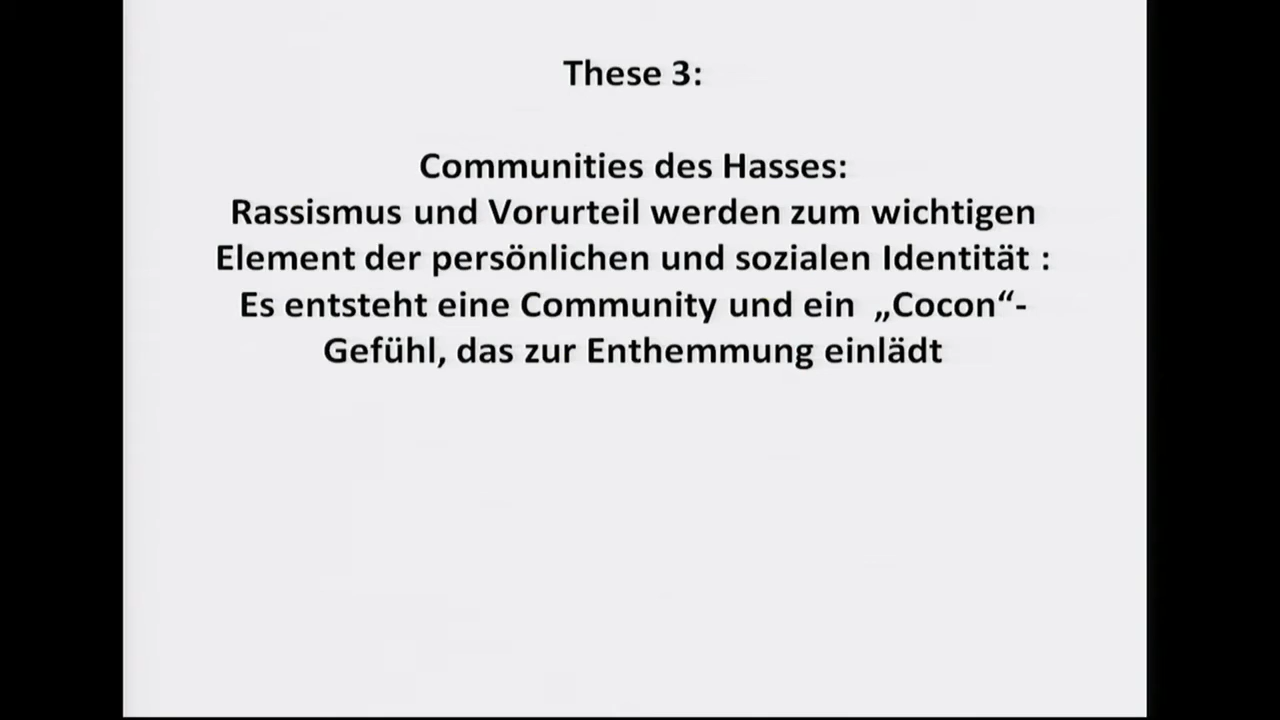 These 3:
Communities des Hasses:
Rassismus und Vorurteil werden zum wichtigen
Element der persönlichen und sozialen Identität :
Es entsteht eine Community und ein „Cocon“-
Gefühl, das zur Enthemmung einlädt